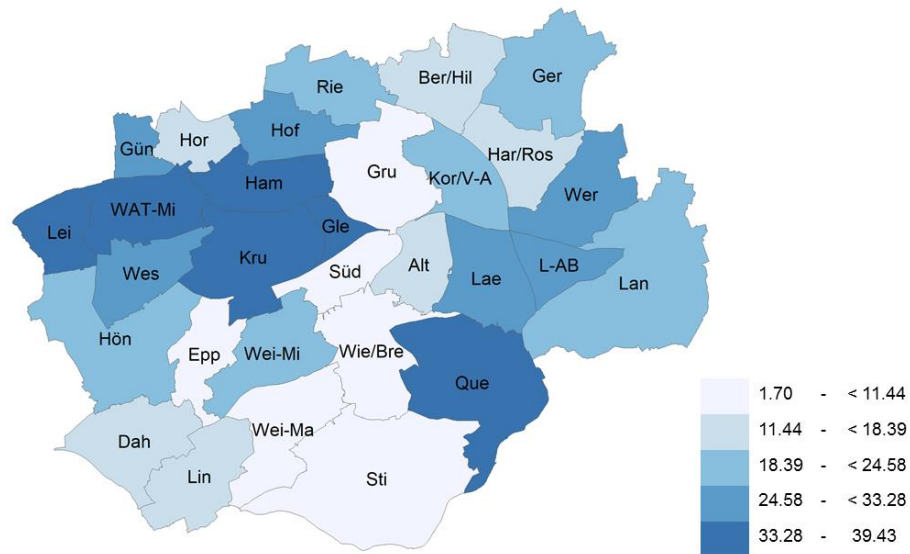 Ger
Ber/Hil
Rie
Hof
Hor
Gün
Har/Ros
Gru
Kor/V-A
Ham
Wer
WAT-Mi
Lei
Gle
Kru
Süd
Alt
L-AB
Wes
Lae
Lan
Hön
Epp
Wei-Mi
Wie/Bre
Que
Wei-Ma
Dah
Lin
Sti
1.70 - < 11.44
11.44 - < 18.39
18.39 - < 24.58
24.58 - < 33.28
33.28 - 39.43